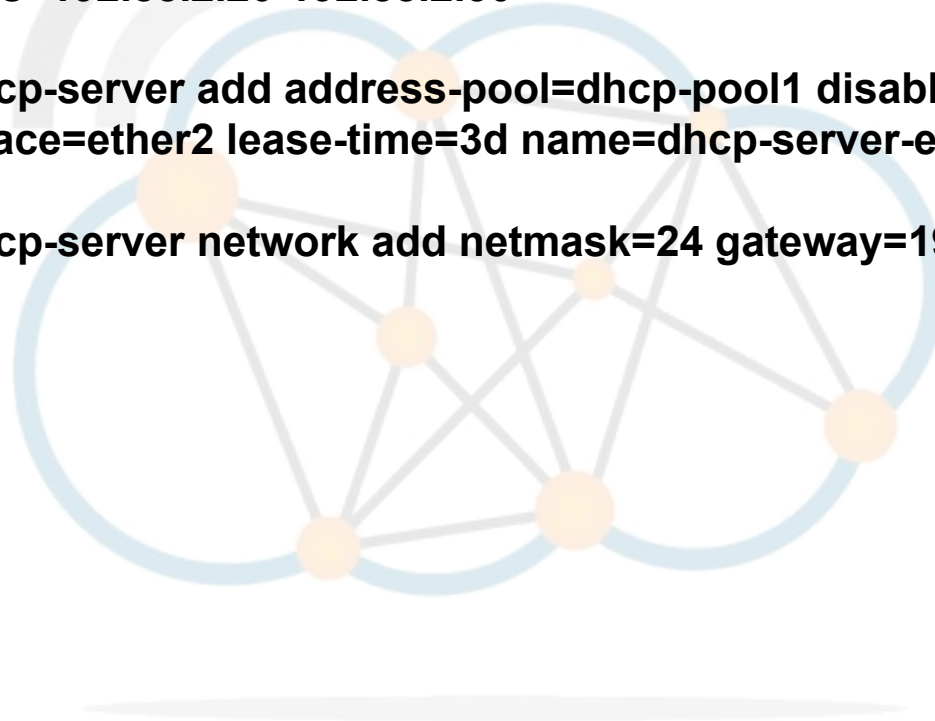 cp-server add address-pool=dhcp-pool1 disabl
ace=ether2 lease-time=3d name=dhcp-server-e
cp-server network add netmask=24 gateway=19